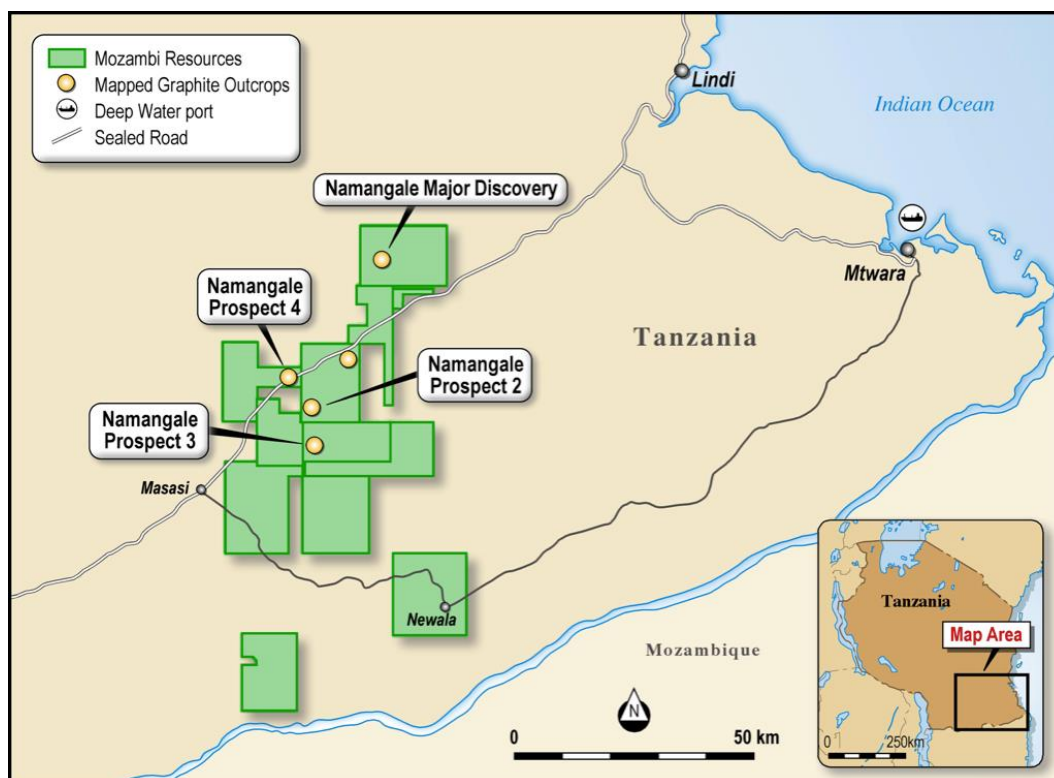 Mozambi Resources
Mapped Graphite Outcrops
Deep Water port
Sealed Road
Lindi
Indian Ocean
Namangale Major Discovery
Mtwara
Namangale
Prospect 4
Tanzania
Namangale
Prospect 2
Namangale
Prospect 3
Masasi
Newala
Mozambique
N
0 50 km
Tanzania
Map Area
0 250km